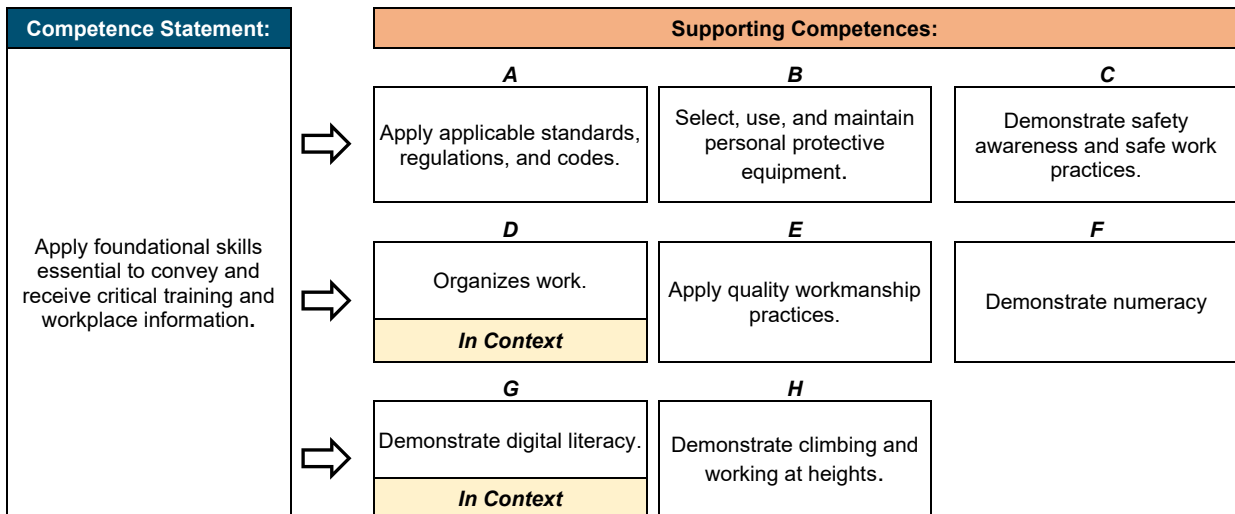 Competence Statement:
Supporting Competences:
Apply foundational skills
essential to convey and
receive critical training and
workplace information.
A
B
C
Apply applicable standards,
regulations, and codes.
Select, use, and maintain
personal protective
equipment.
Demonstrate safety
awareness and safe work
practices.
D
E
F
Organizes work.
In Context
Apply quality workmanship
practices.
Demonstrate numeracy
G
H
Demonstrate digital literacy.
In Context
Demonstrate climbing and
working at heights.